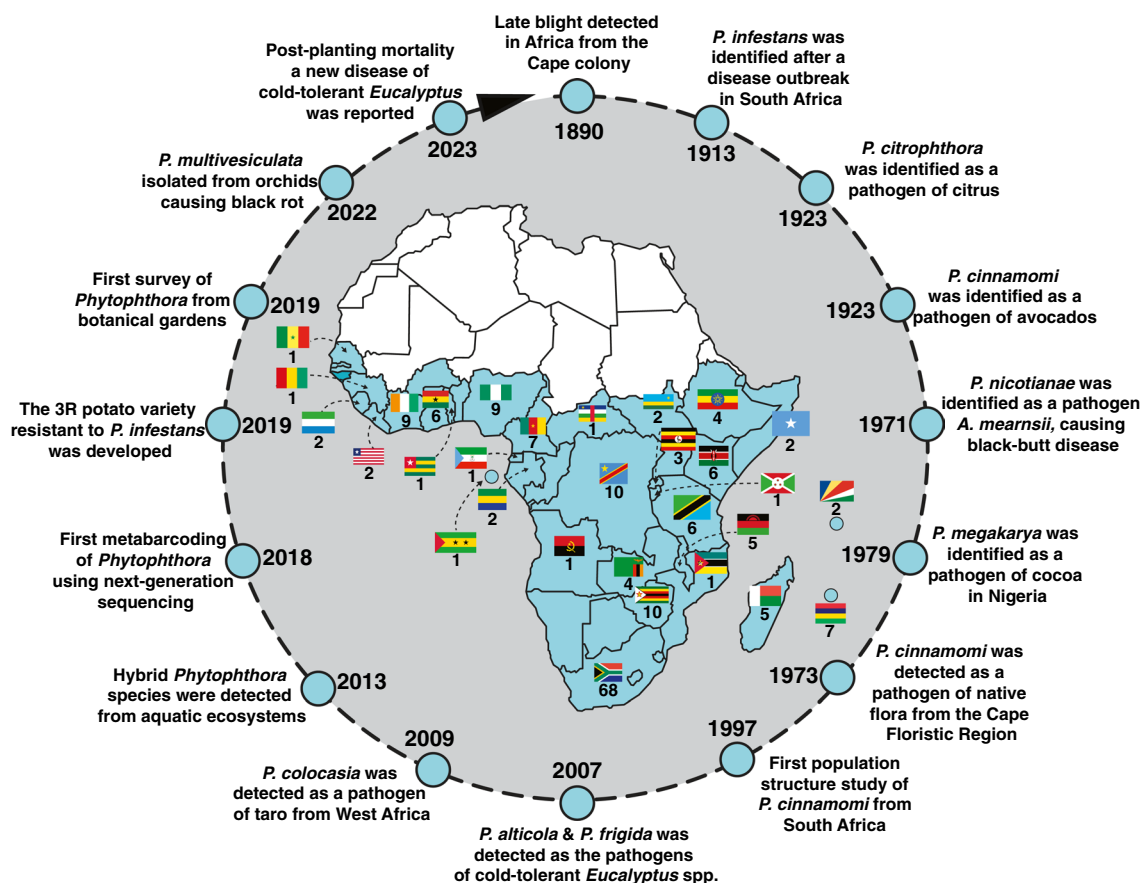 Late blight detected
in Africa from the
Cape colony
1890
P. infestans was
identified after a
disease outbreak
in South Africa
1913
P. citrophthora
was identified as a
pathogen of citrus
1923
P. cinnamomi
was identified as a
pathogen of avocados
1923
P. nicotianae was
identified as a pathogen
A. mearnsii, causing
black-butt disease
1971
P. megakarya was
identified as a
pathogen of cocoa
in Nigeria
1979
P. cinnamomi was
detected as a
pathogen of native
flora from the Cape
Floristic Region
1973
First population
structure study of
P. cinnamomi from
South Africa
1997
P. alticola & P. frigida was
detected as the pathogens
of cold-tolerant Eucalyptus spp.
2007
P. colocasia was
detected as a pathogen
of taro from West Africa
2009
Hybrid Phytophthora
species were detected
from aquatic ecosystems
2013
First metabarcoding
of Phytophthora
using next-generation
sequencing
2018
The 3R potato variety
resistant to P. infestans
was developed
2019
First survey of
Phytophthora from
botanical gardens
2019
P. multivesiculata
isolated from orchids
causing black rot
2022
Post-planting mortality
a new disease of
cold-tolerant Eucalyptus
was reported
2023
1
1
2
2
9
6
1
9
7
1
2
1
1
2
4
2
3
6
10
1
6
5
2
1
4
1
10
5
7
68